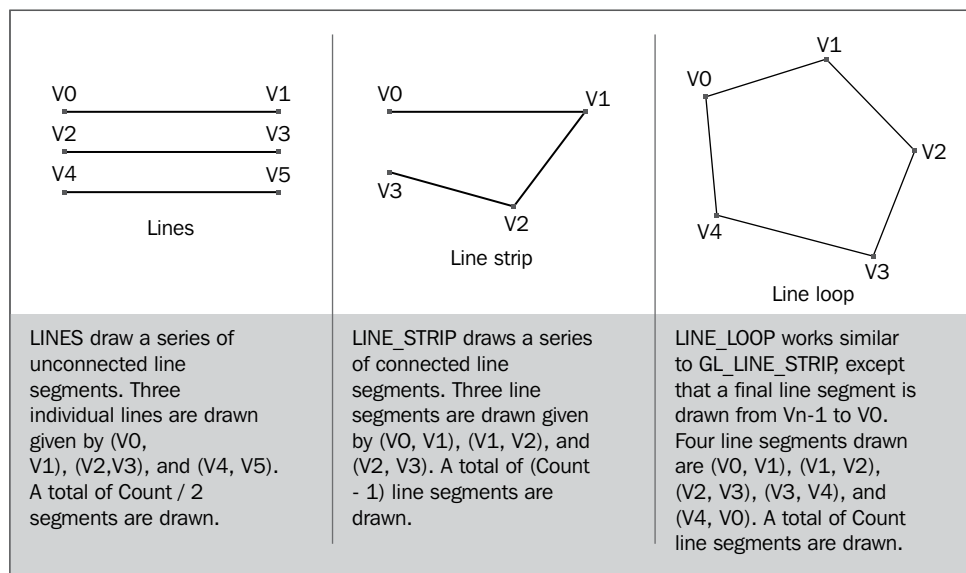 V0 V1
V2 V3
V4 V5
Lines
V0 V1
V3
V2
Line strip
V1
V0
V2
V4
V3
Line loop
LINES draw a series of
unconnected line
segments. Three
individual lines are drawn
given by (V0,
V1), (V2,V3), and (V4, V5).
A total of Count / 2
segments are drawn.
LINE_STRIP draws a series
of connected line
segments. Three line
segments are drawn given
by (V0, V1), (V1, V2), and
(V2, V3). A total of (Count
- 1) line segments are
drawn.
LINE_LOOP works similar
to GL_LINE_STRIP, except
that a final line segment is
drawn from Vn-1 to V0.
Four line segments drawn
are (V0, V1), (V1, V2),
(V2, V3), (V3, V4), and
(V4, V0). A total of Count
line segments are drawn.